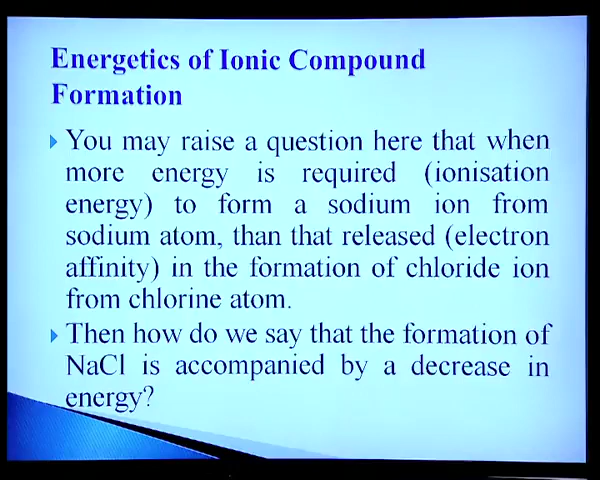 Energetics of Ionic Compound
Formation
You may raise a question here that when
more energy is required (ionisation
energy) to form a sodium ion from
sodium atom, than that released (electron
affinity) in the formation of chloride ion
from chlorine atom.
Then how do we say that the formation of
NaCl is accompanied by a decrease in
energy?